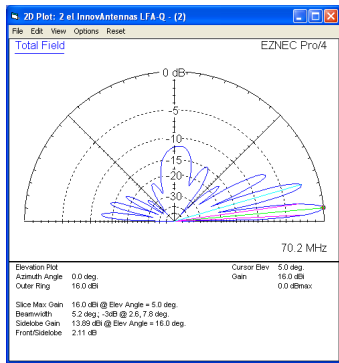 2D Plot: 2 el InnovAntennas LFA-Q - (2)
File Edit View Options Reset
Total Field
EZNEC Pro/4
0 dB
-5
-10
-15
-20
-30
70.2 MHz
Elevation Plot
Cursor Elev 5.0 deg.
Azimuth Angle 0.0 deg.
Gain 16.0 dBi
Outer Ring 16.0 dBi
0.0 dBmax
Slice Max Gain 16.0 dBi @ Elev Angle = 5.0 deg.
Beamwidth 5.2 deg.; -3dB @ 2.6, 7.8 deg.
Sidelobe Gain 13.89 dBi @ Elev Angle = 16.0 deg.
Front/Sidelobe 2.11 dB